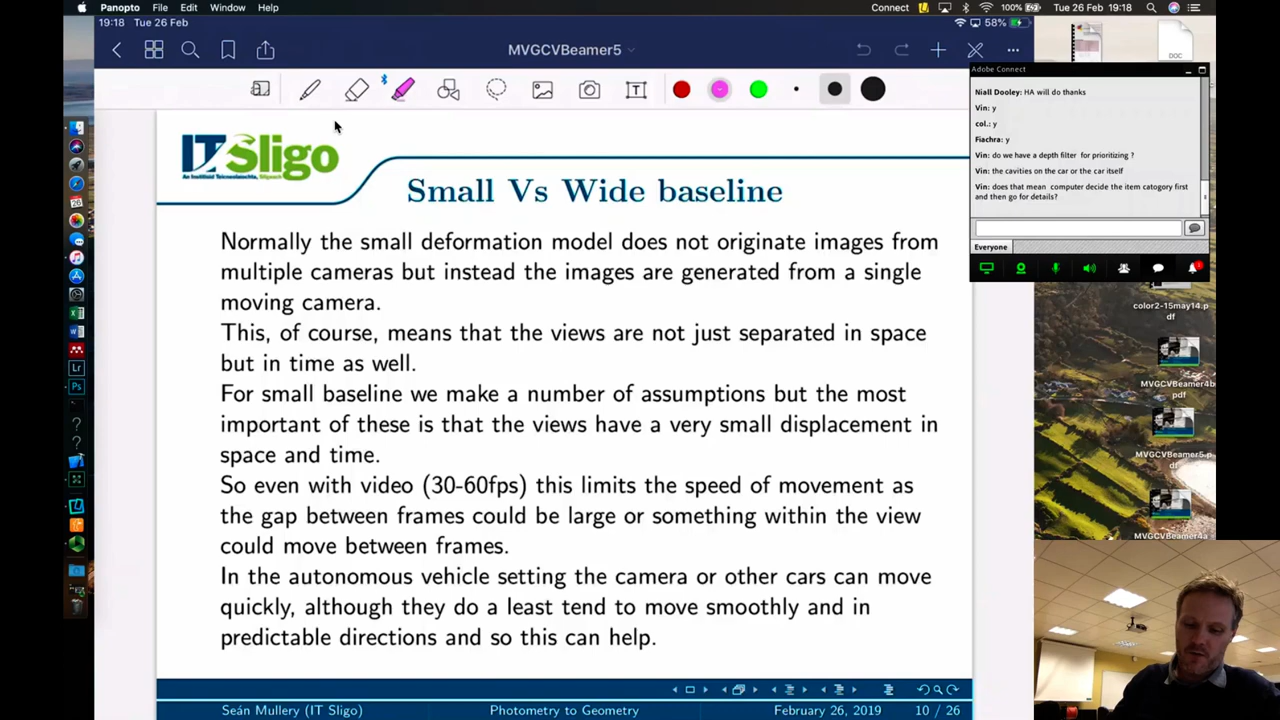 Panopto File Edit Window Help
Connect 100% Tue 26 Feb 19:18
19:18 Tue 26 Feb
58%
MVGCVBeamer5
T
DOC
Adobe Connect
Niall Dooley: HA will do thanks
Vin: y
col.: y
Fiachra: y
Vin: do we have a depth filter for prioritizing ?
Vin: the cavities on the car or the car itself
Vin: does that mean computer decide the item catogory first
and then go for details?
Everyone
IT Sligo
Small Vs Wide baseline
Normally the small deformation model does not originate images from
multiple cameras but instead the images are generated from a single
moving camera.
This, of course, means that the views are not just separated in space
but in time as well.
For small baseline we make a number of assumptions but the most
important of these is that the views have a very small displacement in
space and time.
So even with video (30-60fps) this limits the speed of movement as
the gap between frames could be large or something within the view
could move between frames.
In the autonomous vehicle setting the camera or other cars can move
quickly, although they do a least tend to move smoothly and in
predictable directions and so this can help.
Seán Mullery (IT Sligo) Photometry to Geometry February 26, 2019 10 / 26
color2-15may14.p
df
MVGCVBeamer4b
pdf
MVGCVBeamer5.p
df
MVGCVBeamer4a
Lr
Ps